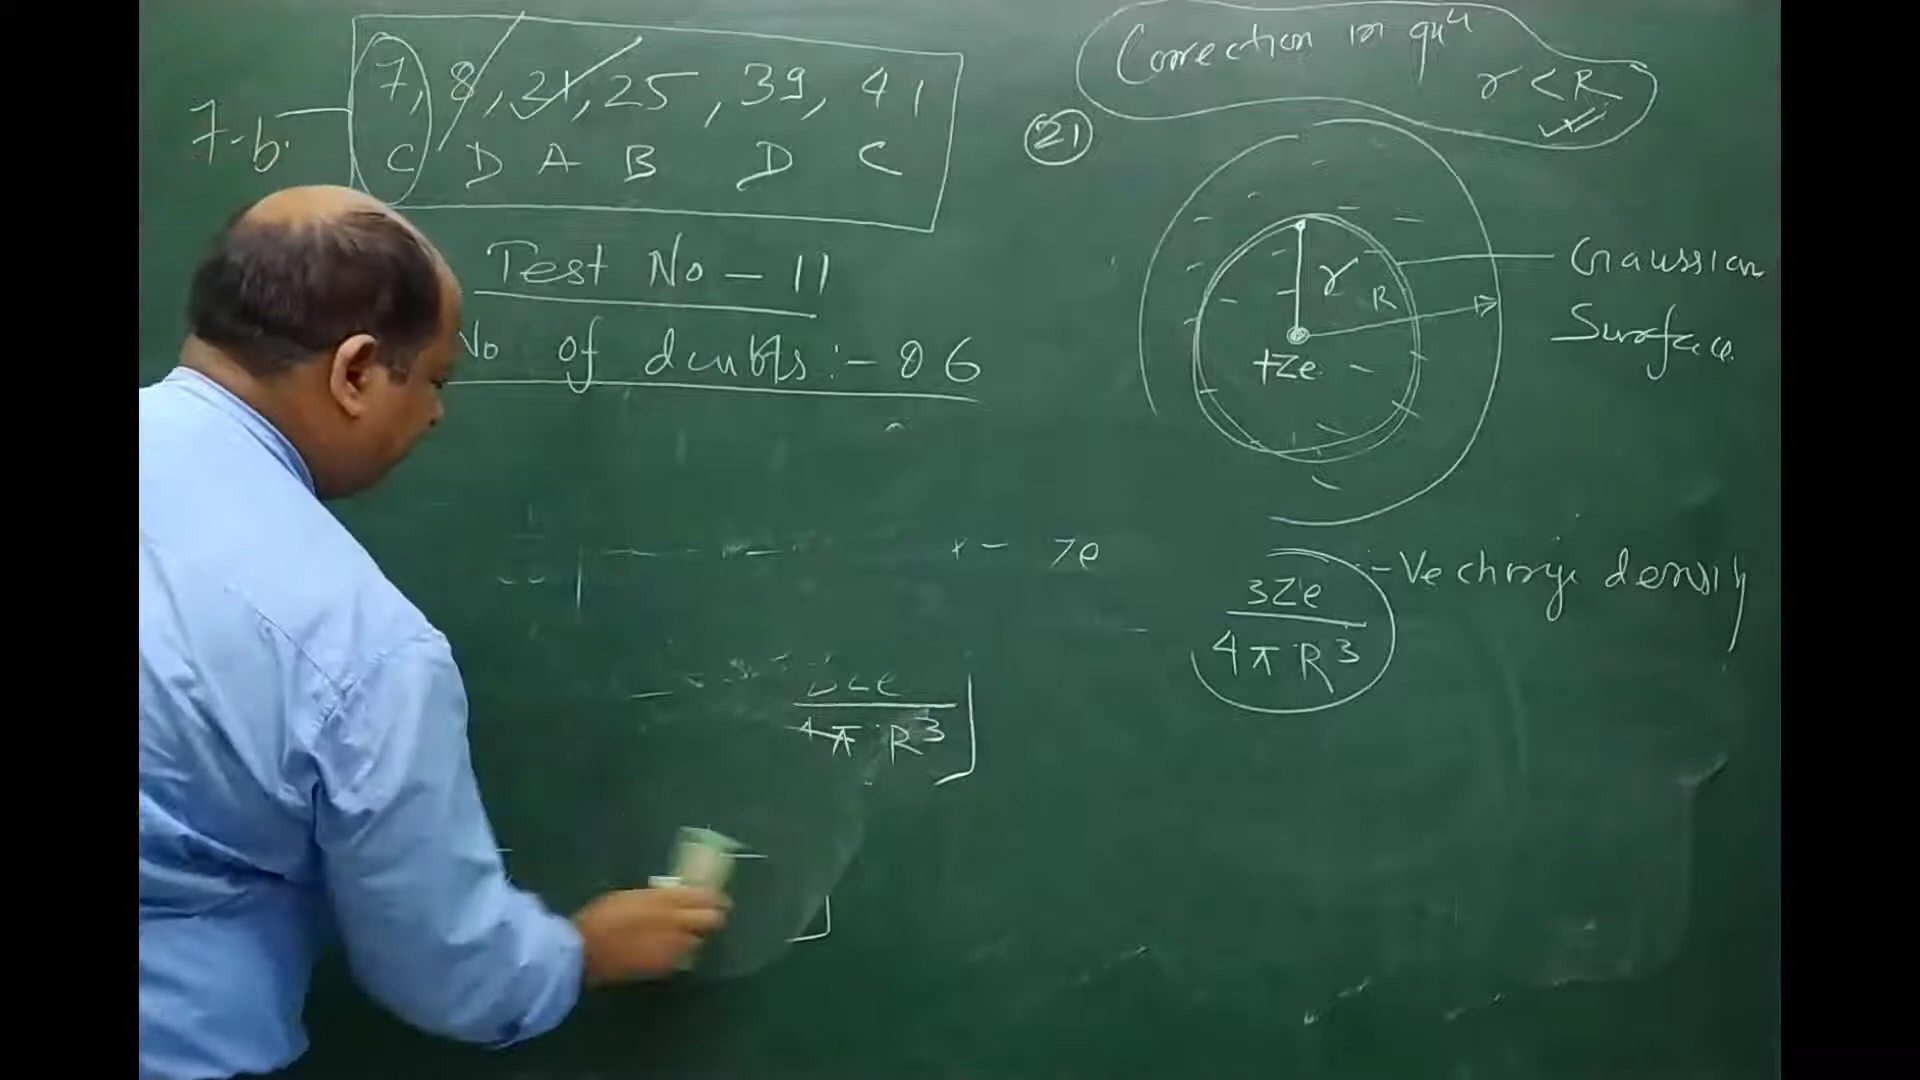 7, 8, 21, 25, 39, 41
7-b.
C D A B D C
Test No - 11
No of doubts :- 06
Ze
4π R³
Correction in quⁿ
r < R
21
r
R
+Ze
Gaussian
Surface
3Ze
4π R³
-Ve charge density